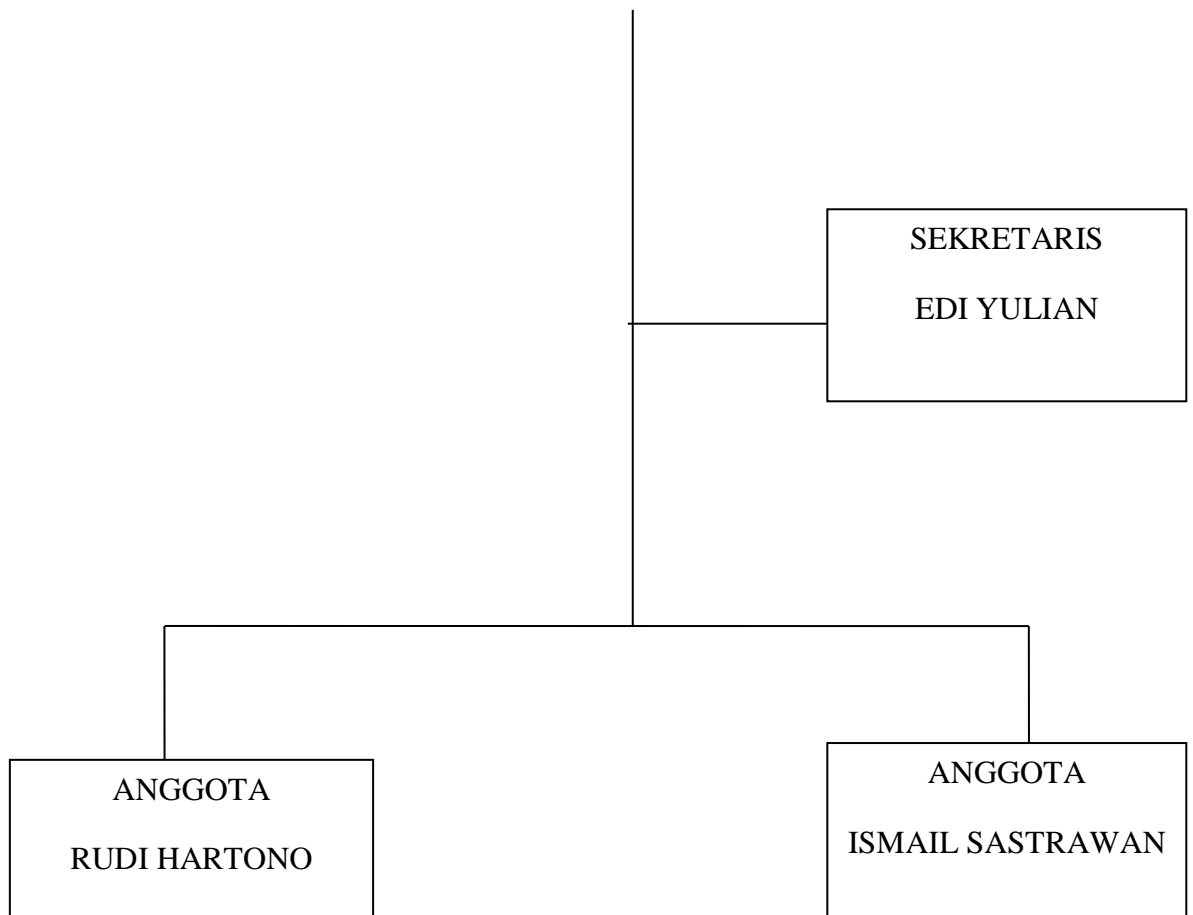 SEKRETARIS
EDI YULIAN
ANGGOTA
RUDI HARTONO
ANGGOTA
ISMAIL SASTRAWAN